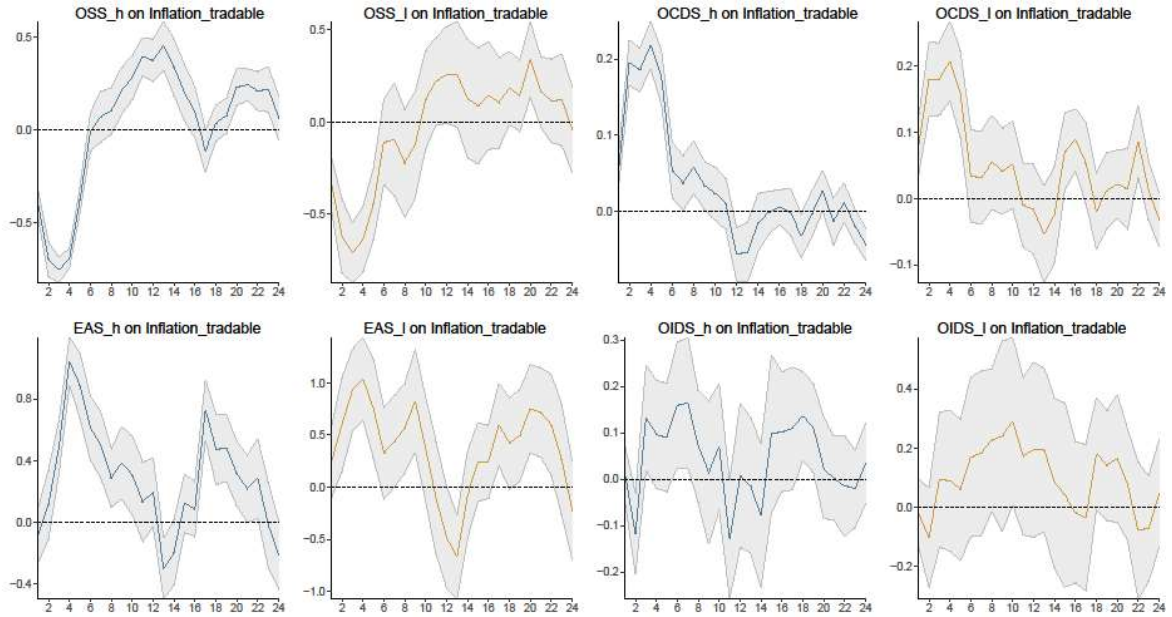 OSS_h on Inflation_tradable
0.5
0.0
−0.5
2 4 6 8 10 12 14 16 18 20 22 24
OSS_l on Inflation_tradable
0.5
0.0
−0.5
2 4 6 8 10 12 14 16 18 20 22 24
OCDS_h on Inflation_tradable
0.2
0.1
0.0
2 4 6 8 10 12 14 16 18 20 22 24
OCDS_l on Inflation_tradable
0.2
0.1
0.0
−0.1
2 4 6 8 10 12 14 16 18 20 22 24
EAS_h on Inflation_tradable
0.8
0.4
0.0
−0.4
2 4 6 8 10 12 14 16 18 20 22 24
EAS_l on Inflation_tradable
1.0
0.5
0.0
−0.5
−1.0
2 4 6 8 10 12 14 16 18 20 22 24
OIDS_h on Inflation_tradable
0.3
0.2
0.1
0.0
−0.1
−0.2
2 4 6 8 10 12 14 16 18 20 22 24
OIDS_l on Inflation_tradable
0.4
0.2
0.0
−0.2
2 4 6 8 10 12 14 16 18 20 22 24